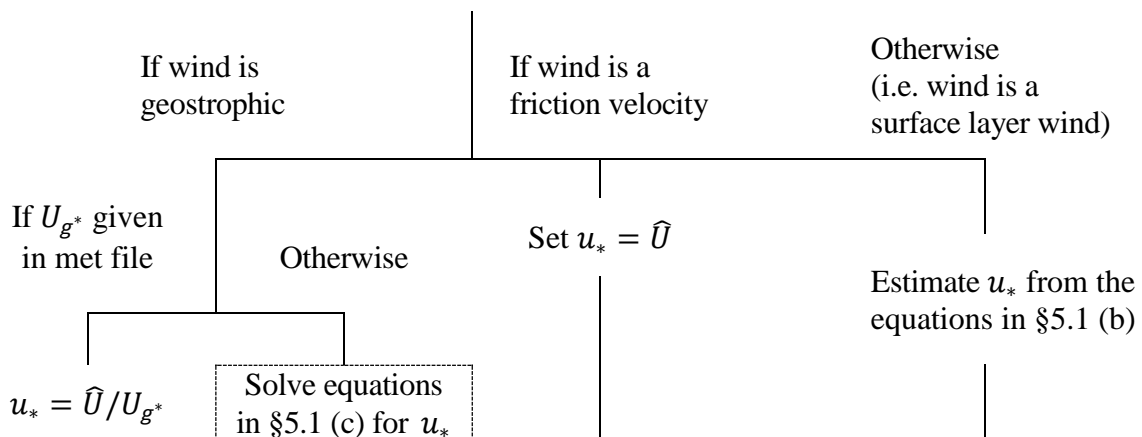 If wind is
geostrophic
If wind is a
friction velocity
Otherwise
(i.e. wind is a
surface layer wind)
If U_{g*} given
in met file
Otherwise
Set u_* = Û
Estimate u_* from the
equations in §5.1 (b)
u_* = Û/U_{g*}
Solve equations
in §5.1 (c) for u_*